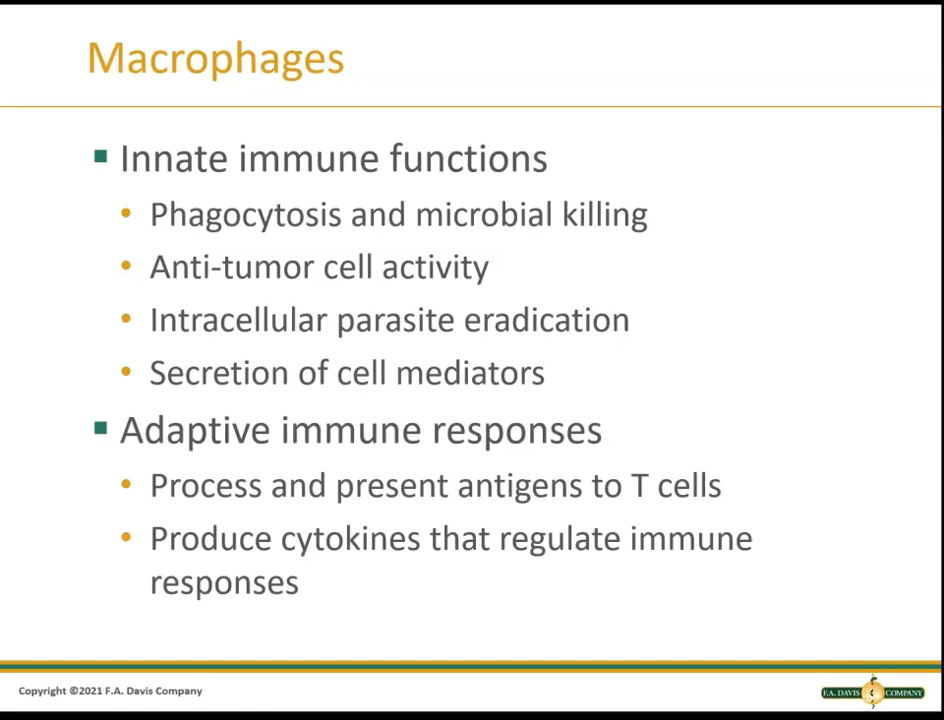 Macrophages
Innate immune functions
Phagocytosis and microbial killing
Anti-tumor cell activity
Intracellular parasite eradication
Secretion of cell mediators
Adaptive immune responses
Process and present antigens to T cells
Produce cytokines that regulate immune
responses
Copyright ©2021 F.A. Davis Company
F.A. DAVIS COMPANY